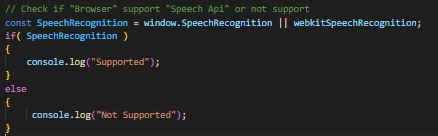 // Check if "Browser" support "Speech Api" or not support
const SpeechRecognition = window.SpeechRecognition || webkitSpeechRecognition;
if( SpeechRecognition )
{
    console.log("Supported");
}
else
{
     console.log("Not Supported");
}